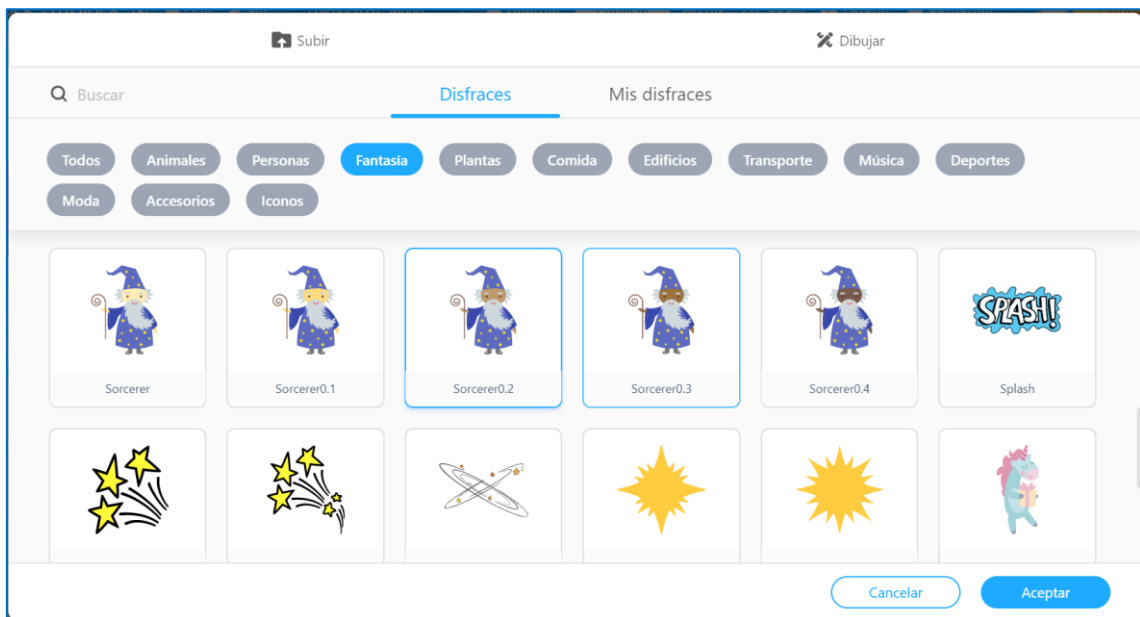 Subir
Dibujar
Buscar
Disfraces
Mis disfraces
Todos Animales Personas Fantasía Plantas Comida Edificios Transporte Música Deportes
Moda Accesorios Iconos
SPLASH!
Sorcerer Sorcerer0.1 Sorcerer0.2 Sorcerer0.3 Sorcerer0.4 Splash
Cancelar Aceptar